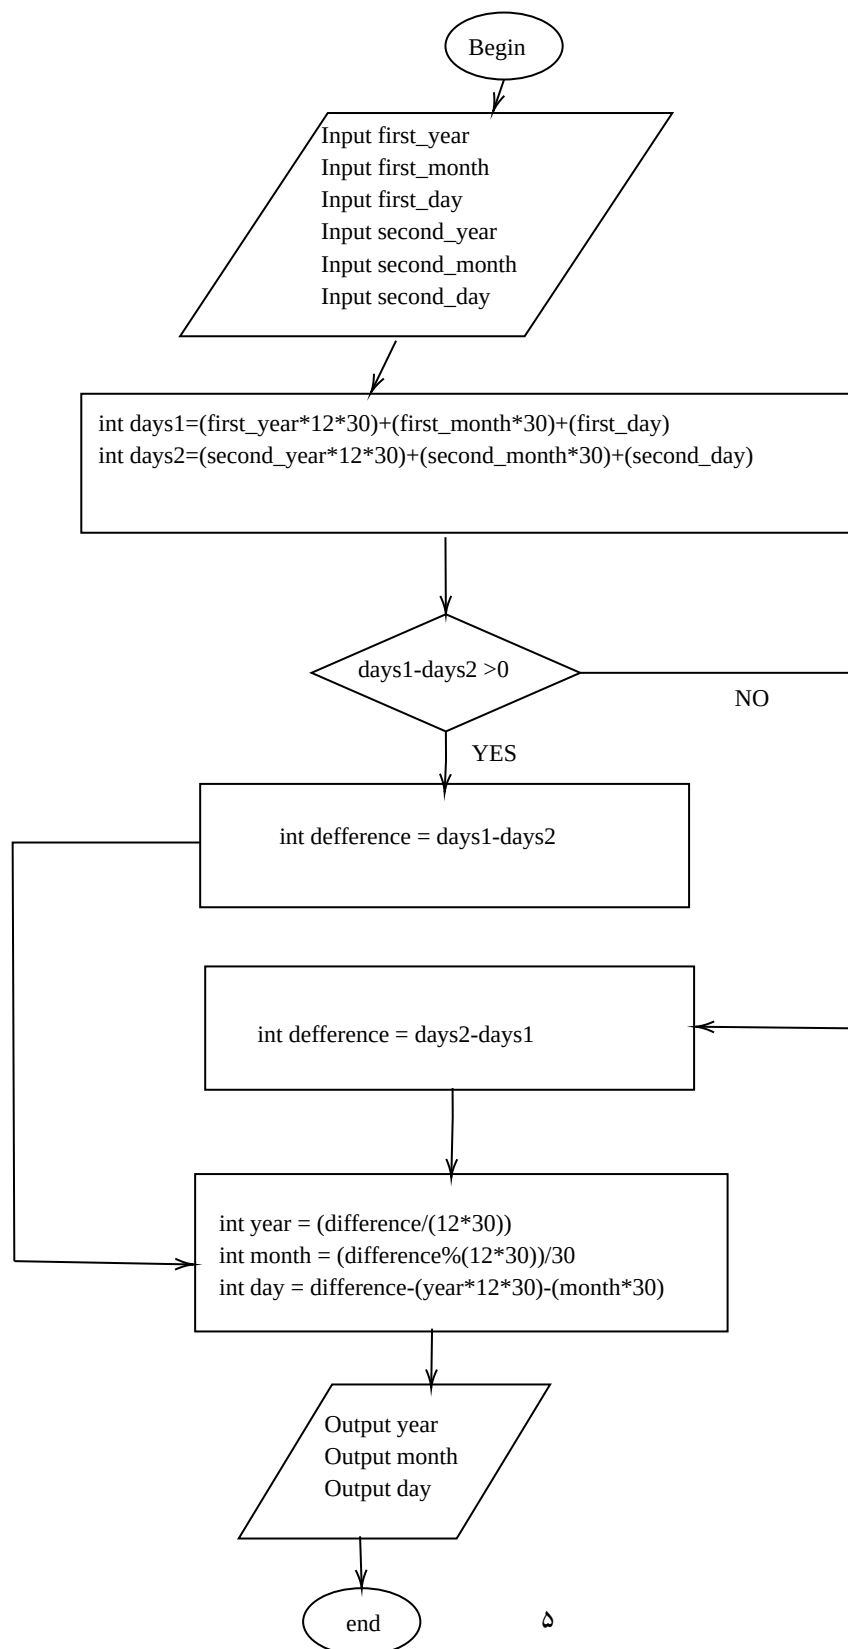 Begin
Input first_year
Input first_month
Input first_day
Input second_year
Input second_month
Input second_day
int days1=(first_year*12*30)+(first_month*30)+(first_day)
int days2=(second_year*12*30)+(second_month*30)+(second_day)
days1-days2 >0
NO
YES
int defference = days1-days2
int defference = days2-days1
int year = (difference/(12*30))
int month = (difference%(12*30))/30
int day = difference-(year*12*30)-(month*30)
Output year
Output month
Output day
end
۵